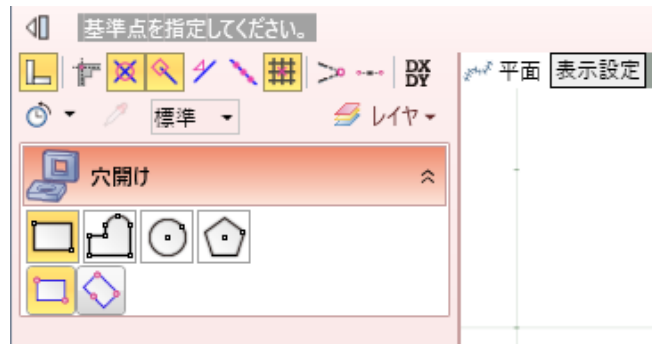 基準点を指定してください。
DX
DY
平面 表示設定
標準 レイヤ
穴開け